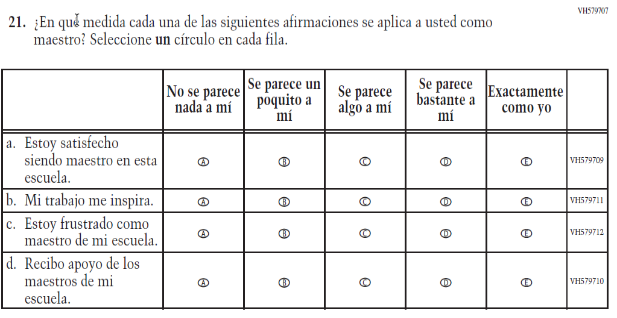 VH579707
21. ¿En qué medida cada una de las siguientes afirmaciones se aplica a usted como
maestro? Seleccione un círculo en cada fila.
No se parece nada a mí
Se parece un poquito a mí
Se parece algo a mí
Se parece bastante a mí
Exactamente como yo
a. Estoy satisfecho
siendo maestro en esta
escuela.
A B C D E VH579709
b. Mi trabajo me inspira. A B C D E VH579711
c. Estoy frustrado como
maestro de mi escuela.
A B C D E VH579712
d. Recibo apoyo de los
maestros de mi
escuela.
A B C D E VH579710